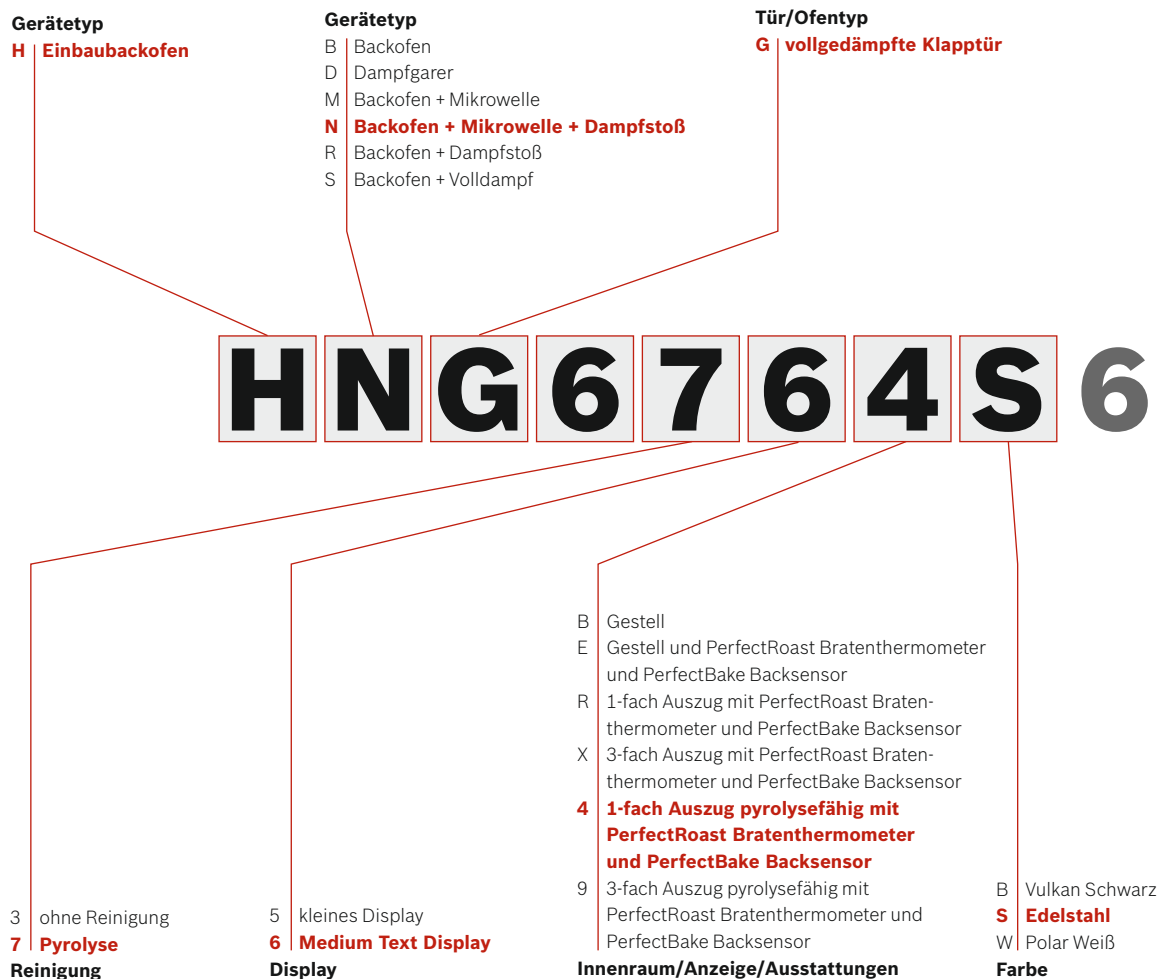 Gerätetyp
H Einbaubackofen
Gerätetyp
B Backofen
D Dampfgarer
M Backofen + Mikrowelle
N Backofen + Mikrowelle + Dampfstoß
R Backofen + Dampfstoß
S Backofen + Volldampf
Tür/Ofentyp
G vollgedämpfte Klapptür
HNG6764S6
3 ohne Reinigung
7 Pyrolyse
Reinigung
5 kleines Display
6 Medium Text Display
Display
B Gestell
E Gestell und PerfectRoast Bratenthermometer
und PerfectBake Backsensor
R 1-fach Auszug mit PerfectRoast Braten-
thermometer und PerfectBake Backsensor
X 3-fach Auszug mit PerfectRoast Braten-
thermometer und PerfectBake Backsensor
4 1-fach Auszug pyrolysefähig mit
PerfectRoast Bratenthermometer
und PerfectBake Backsensor
9 3-fach Auszug pyrolysefähig mit
PerfectRoast Bratenthermometer und
PerfectBake Backsensor
Innenraum/Anzeige/Ausstattungen
B Vulkan Schwarz
S Edelstahl
W Polar Weiß
Farbe